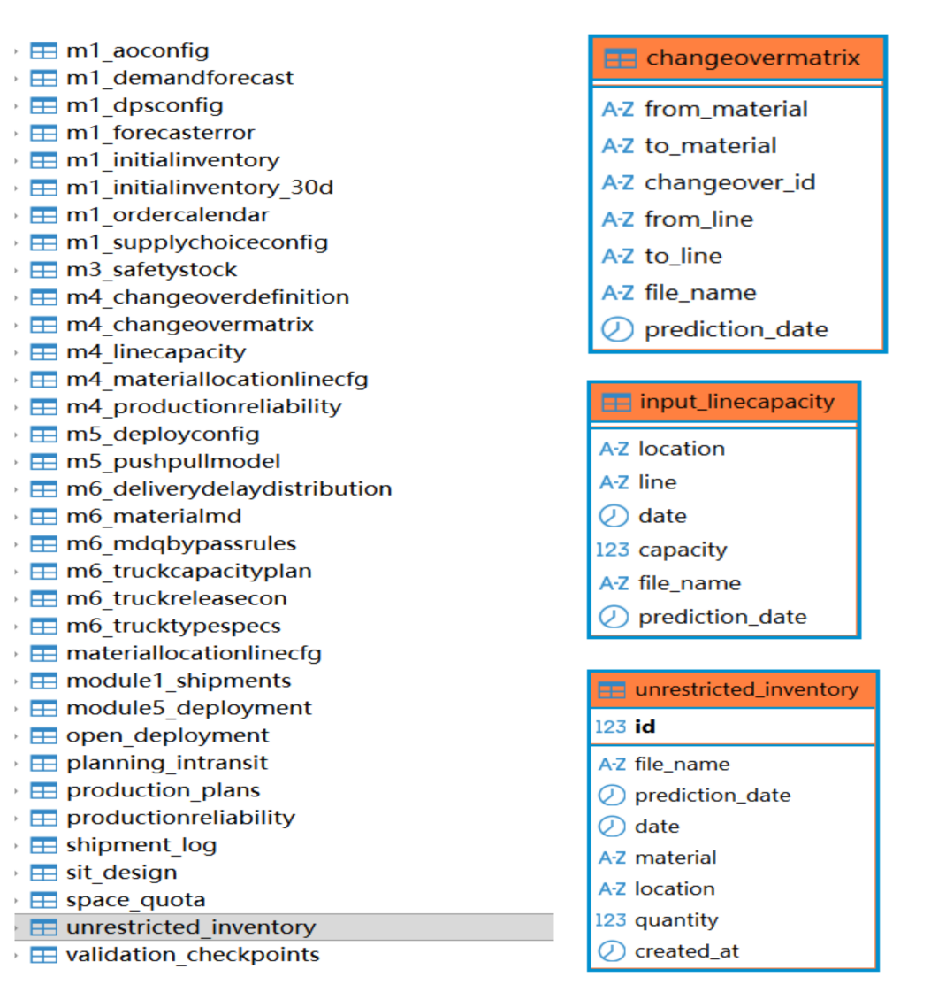 m1_aoconfig
m1_demandforecast
m1_dpsconfig
m1_forecasterror
m1_initialinventory
m1_initialinventory_30d
m1_ordercalendar
m1_supplychoiceconfig
m3_safetystock
m4_changeoverdefinition
m4_changeovermatrix
m4_linecapacity
m4_materiallocationlinecfg
m4_productionreliability
m5_deployconfig
m5_pushpullmodel
m6_deliverydelaydistribution
m6_materialmd
m6_mdqbypassrules
m6_truckcapacityplan
m6_truckreleasecon
m6_trucktypespecs
materiallocationlinecfg
module1_shipments
module5_deployment
open_deployment
planning_intransit
production_plans
productionreliability
shipment_log
sit_design
space_quota
unrestricted_inventory
validation_checkpoints
changeovermatrix
A-Z from_material
A-Z to_material
A-Z changeover_id
A-Z from_line
A-Z to_line
A-Z file_name
prediction_date
input_linecapacity
A-Z location
A-Z line
date
123 capacity
A-Z file_name
prediction_date
unrestricted_inventory
123 id
A-Z file_name
prediction_date
date
A-Z material
A-Z location
123 quantity
created_at